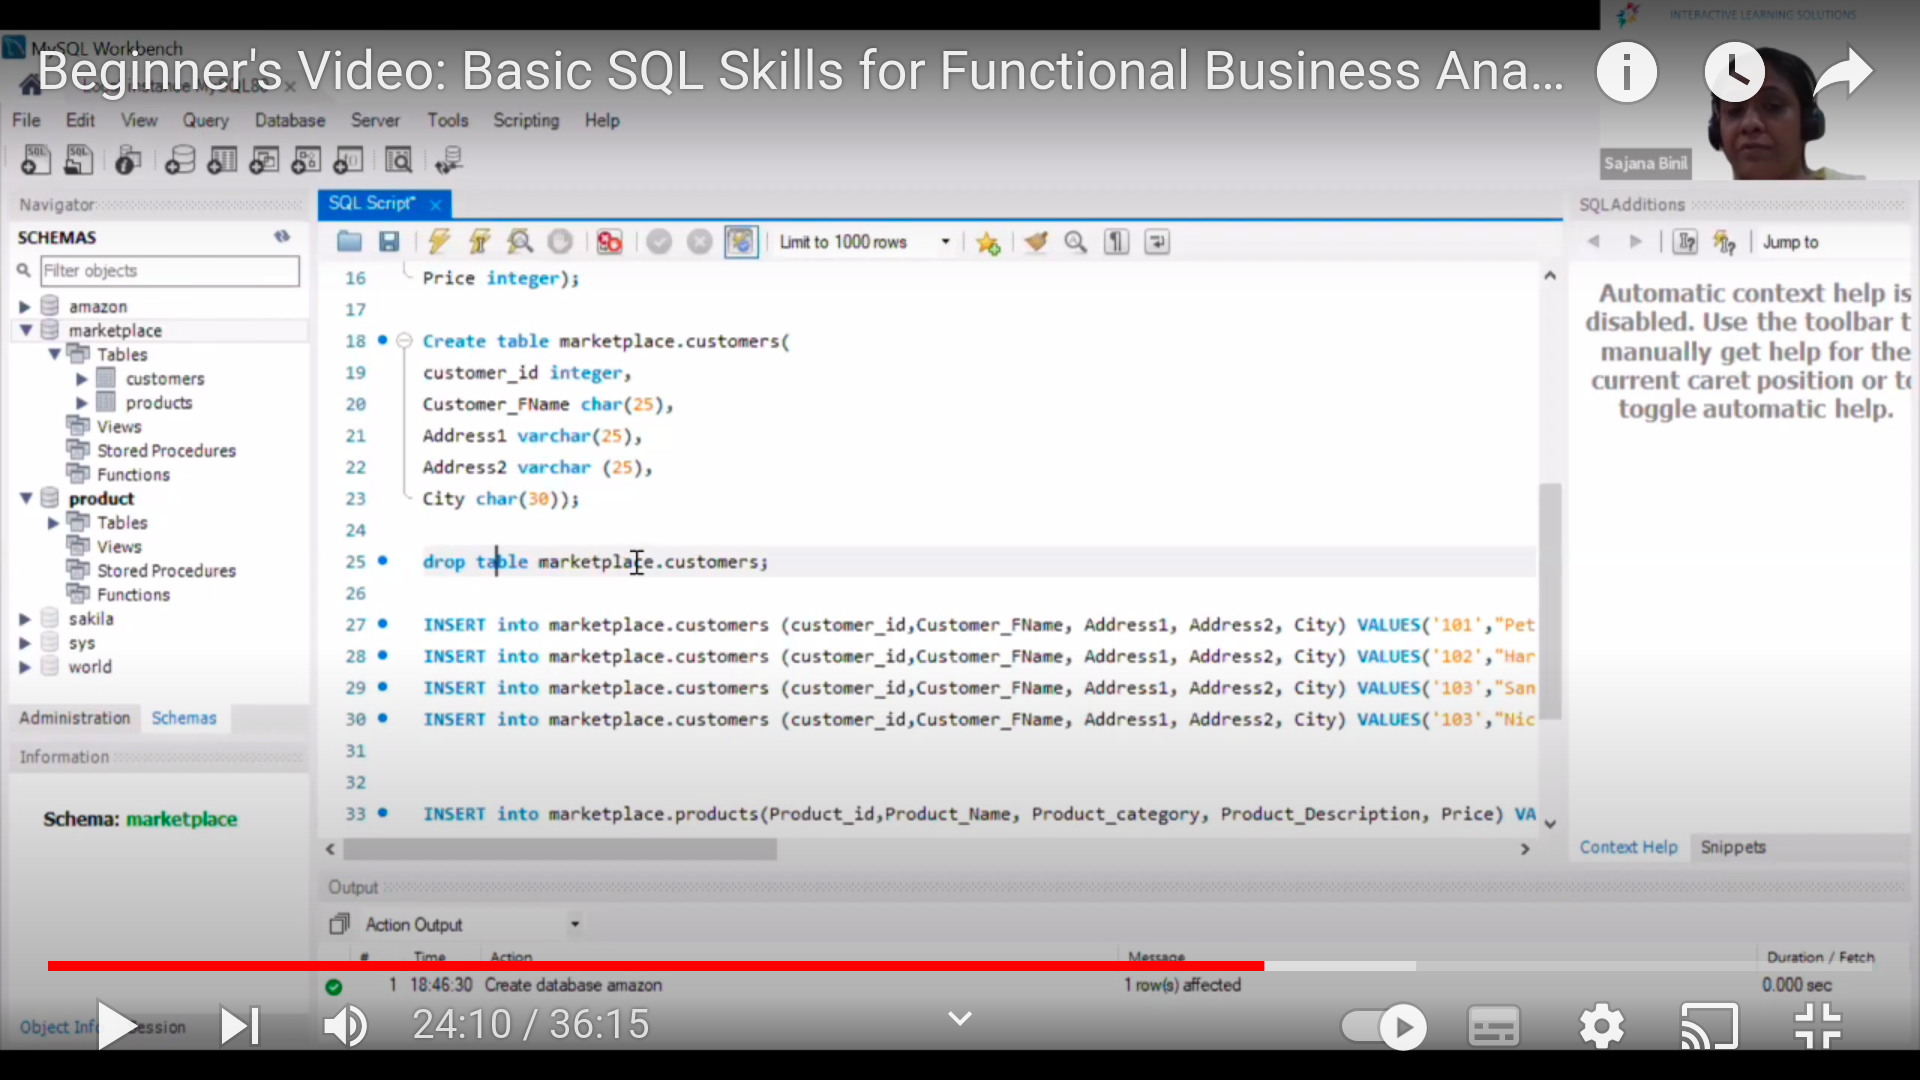 INTERACTIVE LEARNING SOLUTIONS
MySQL Workbench
Beginner's Video: Basic SQL Skills for Functional Business Ana...
File Edit View Query Database Server Tools Scripting Help
Sajana Binil
Navigator
SCHEMAS
Filter objects
amazon
marketplace
Tables
customers
products
Views
Stored Procedures
Functions
product
Tables
Views
Stored Procedures
Functions
sakila
sys
world
Administration Schemas
Information
Schema: marketplace
SQL Script*
Limit to 1000 rows
16 Price integer);
17
18 Create table marketplace.customers(
19 customer_id integer,
20 Customer_FName char(25),
21 Address1 varchar(25),
22 Address2 varchar (25),
23 City char(30));
24
25 drop table marketplace.customers;
26
27 INSERT into marketplace.customers (customer_id,Customer_FName, Address1, Address2, City) VALUES('101',"Pet
28 INSERT into marketplace.customers (customer_id,Customer_FName, Address1, Address2, City) VALUES('102',"Har
29 INSERT into marketplace.customers (customer_id,Customer_FName, Address1, Address2, City) VALUES('103',"San
30 INSERT into marketplace.customers (customer_id,Customer_FName, Address1, Address2, City) VALUES('103',"Nic
31
32
33 INSERT into marketplace.products(Product_id,Product_Name, Product_category, Product_Description, Price) VA
SQLAdditions
Jump to
Automatic context help is
disabled. Use the toolbar t
manually get help for the
current caret position or to
toggle automatic help.
Context Help Snippets
Output
Action Output
# Time Action Message Duration / Fetch
1 18:46:30 Create database amazon 1 row(s) affected 0.000 sec
Object Info Session
24:10 / 36:15